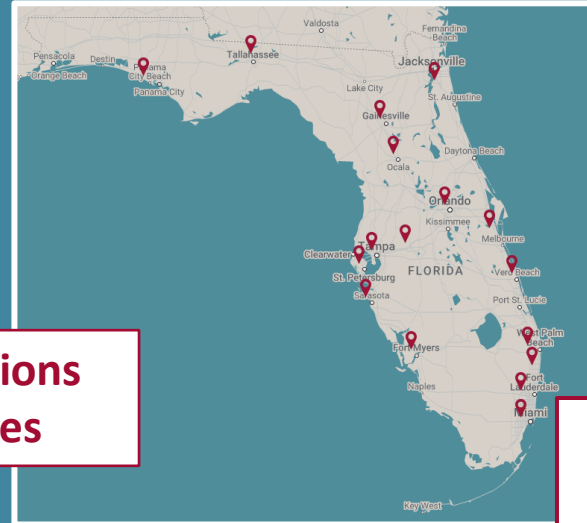 Valdosta
Fernandina
Beach
Pensacola
Destin
Tallahassee
Orange Beach
Panama
City Beach
Panama City
Jacksonville
Lake City
St. Augustine
Gainesville
Ocala
Daytona Beach
Orlando
Kissimmee
Melbourne
Clearwater
Tampa
FLORIDA
St. Petersburg
Vero Beach
Sarasota
Port St. Lucie
West Palm
Beach
Fort Myers
Fort
Lauderdale
Naples
Miami
Key West
ions
es